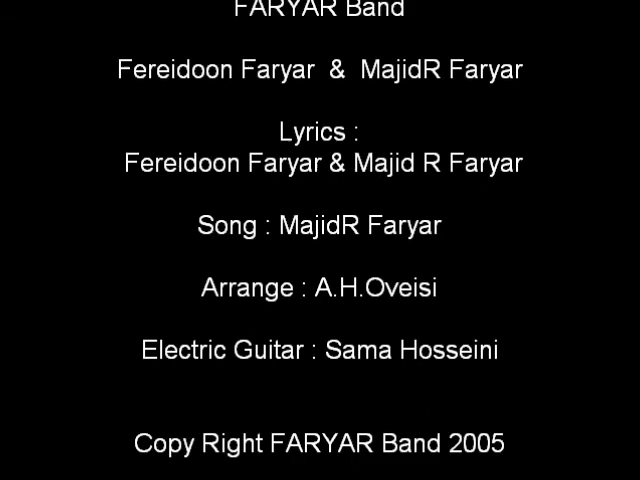 FARYAR Band
Fereidoon Faryar & MajidR Faryar
Lyrics :
Fereidoon Faryar & Majid R Faryar
Song : MajidR Faryar
Arrange : A.H.Oveisi
Electric Guitar : Sama Hosseini
Copy Right FARYAR Band 2005